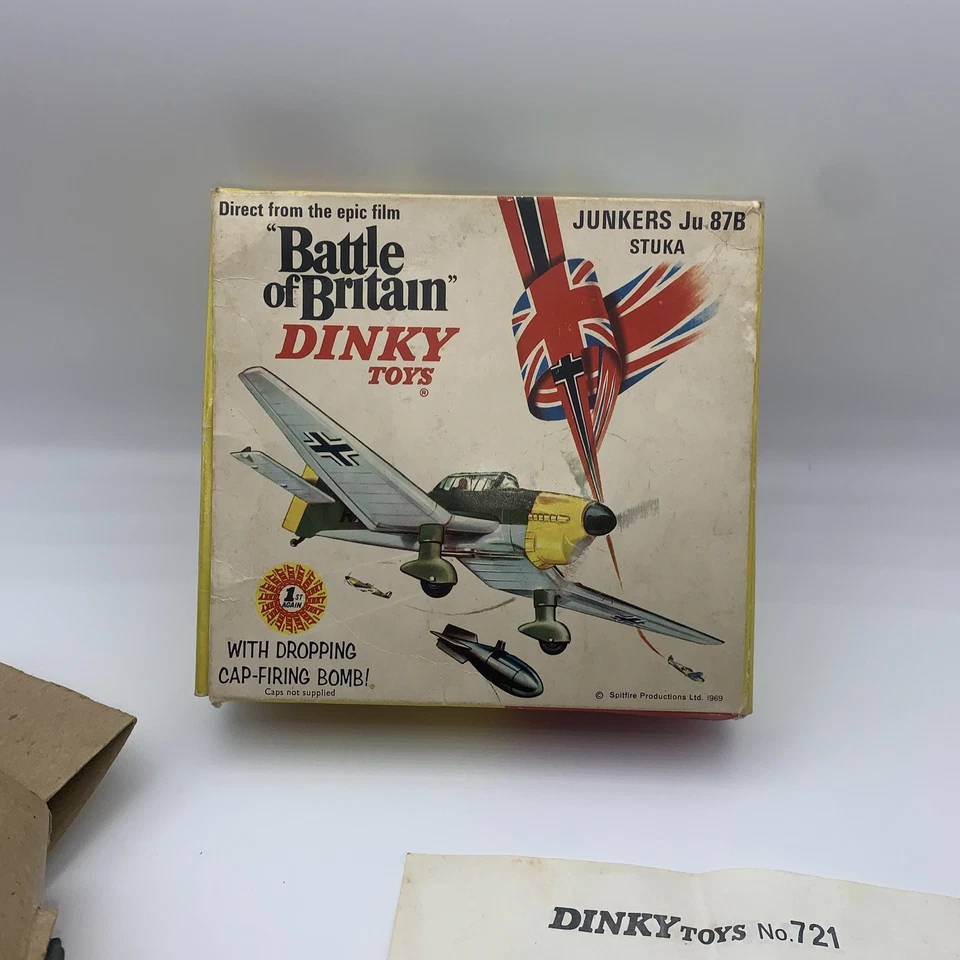 Direct from the epic film
JUNKERS Ju 87B
STUKA
"Battle
of Britain"
DINKY
TOYS
®
1ST
AGAIN
WITH DROPPING
CAP-FIRING BOMB!
Caps not supplied
© Spitfire Productions Ltd. 1969
DINKY TOYS No.721